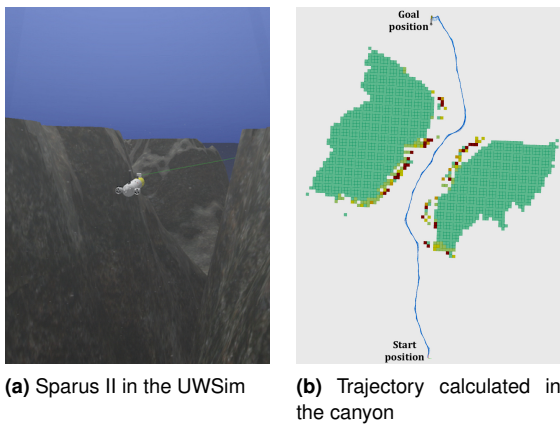 Goal
position
Start
position
(a) Sparus II in the UWSim
(b) Trajectory calculated in
the canyon